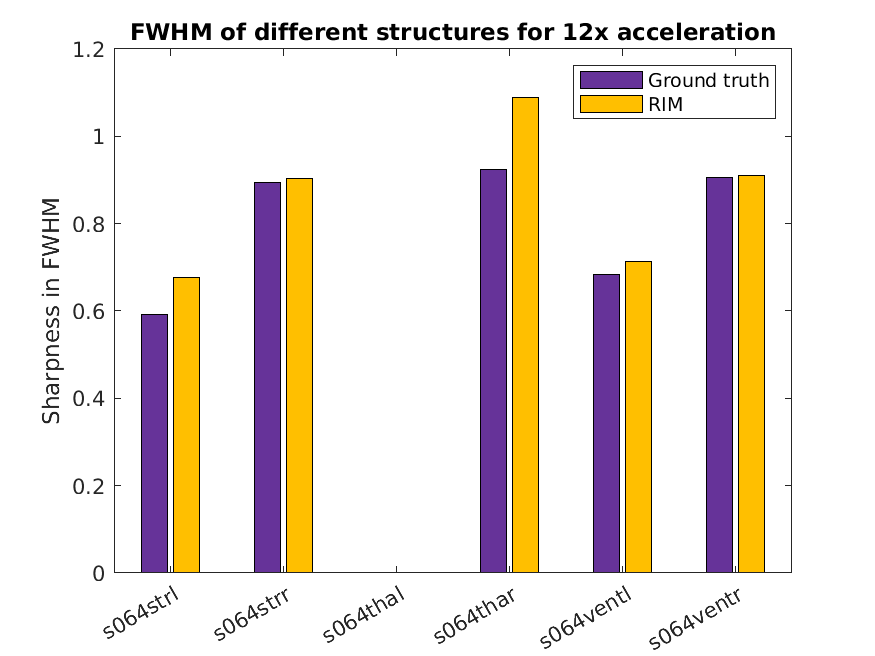 FWHM of different structures for 12x acceleration
1.2
1
0.8
0.6
0.4
0.2
0
Sharpness in FWHM
Ground truth
RIM
s064strl
s064strr
s064thal
s064thar
s064ventl
s064ventr